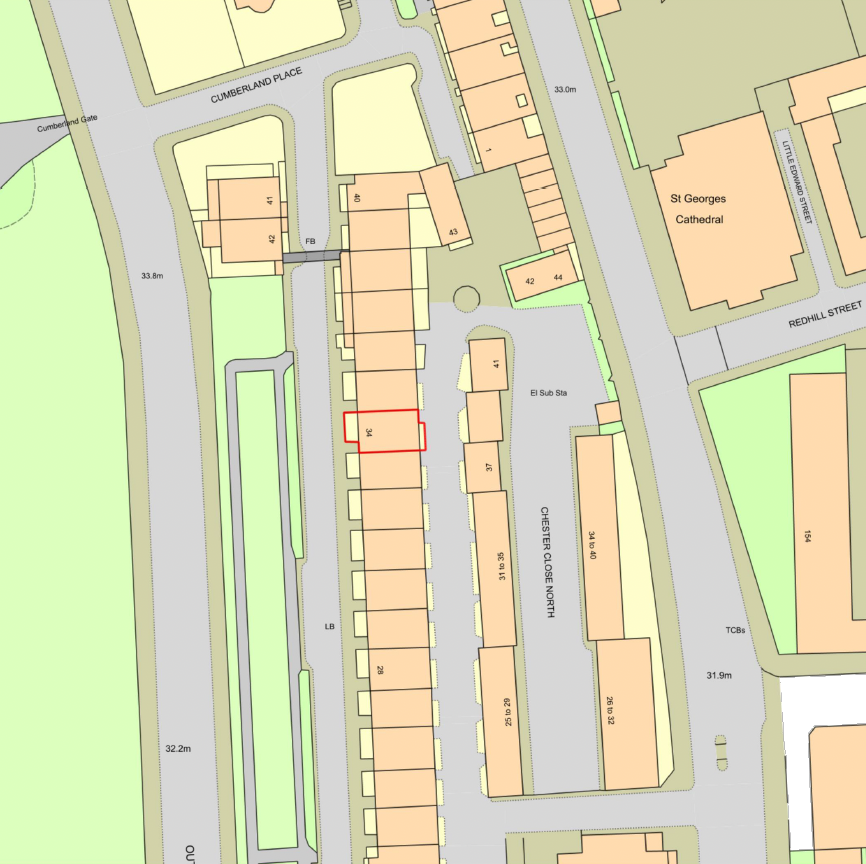 33.0m
CUMBERLAND PLACE
Cumberland Gate
LITTLE EDWARD STREET
1
St Georges
Cathedral
41
40
42
43
FB
33.8m
42
44
REDHILL STREET
41
El Sub Sta
34
37
CHESTER CLOSE NORTH
34 to 40
31 to 35
154
LB
TCBs
28
31.9m
25 to 29
26 to 32
32.2m
OU